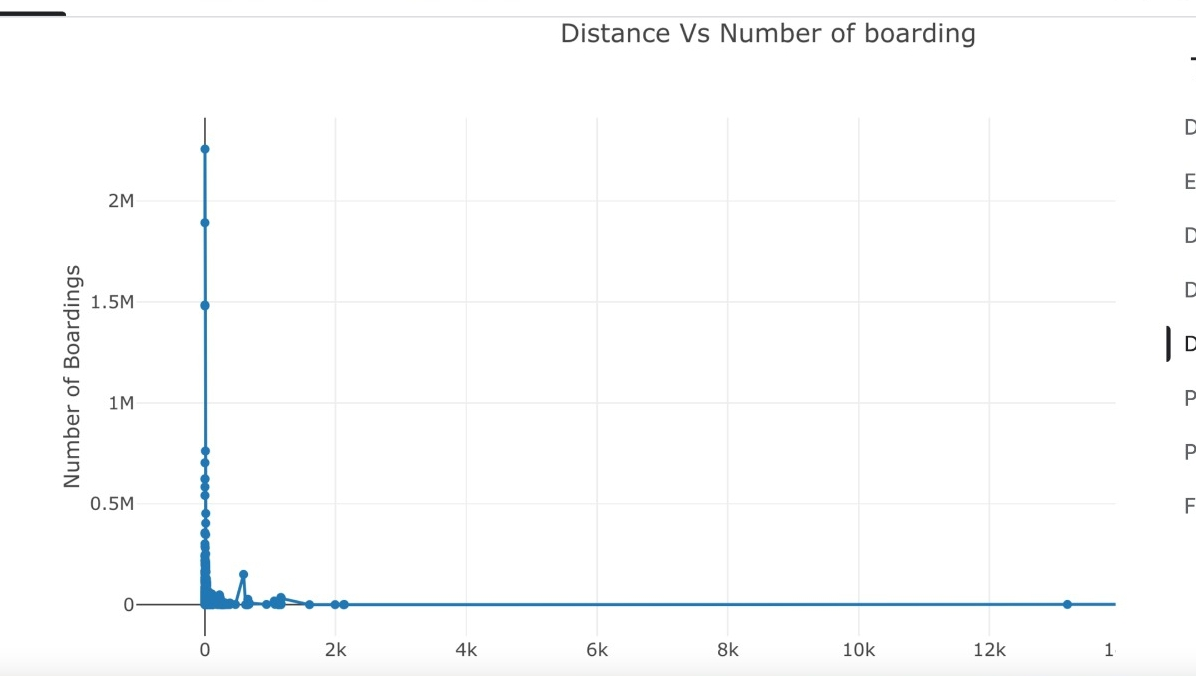 Distance Vs Number of boarding
Number of Boardings
2M
1.5M
1M
0.5M
0
0
2k
4k
6k
8k
10k
12k
D
E
D
D
D
P
P
F